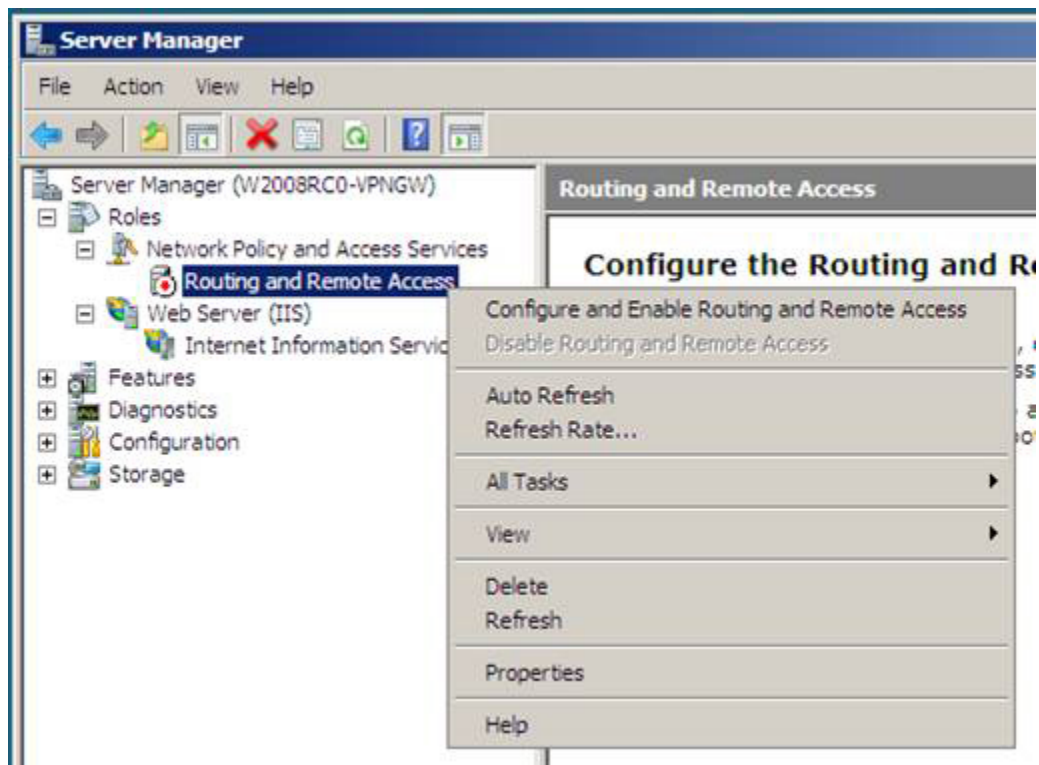 Server Manager
File Action View Help
Server Manager (W2008RC0-VPNGW)
Roles
Network Policy and Access Services
Routing and Remote Access
Web Server (IIS)
Internet Information Servic
Features
Diagnostics
Configuration
Storage
Routing and Remote Access
Configure the Routing and R
Configure and Enable Routing and Remote Access
Disable Routing and Remote Access
Auto Refresh
Refresh Rate...
All Tasks
View
Delete
Refresh
Properties
Help